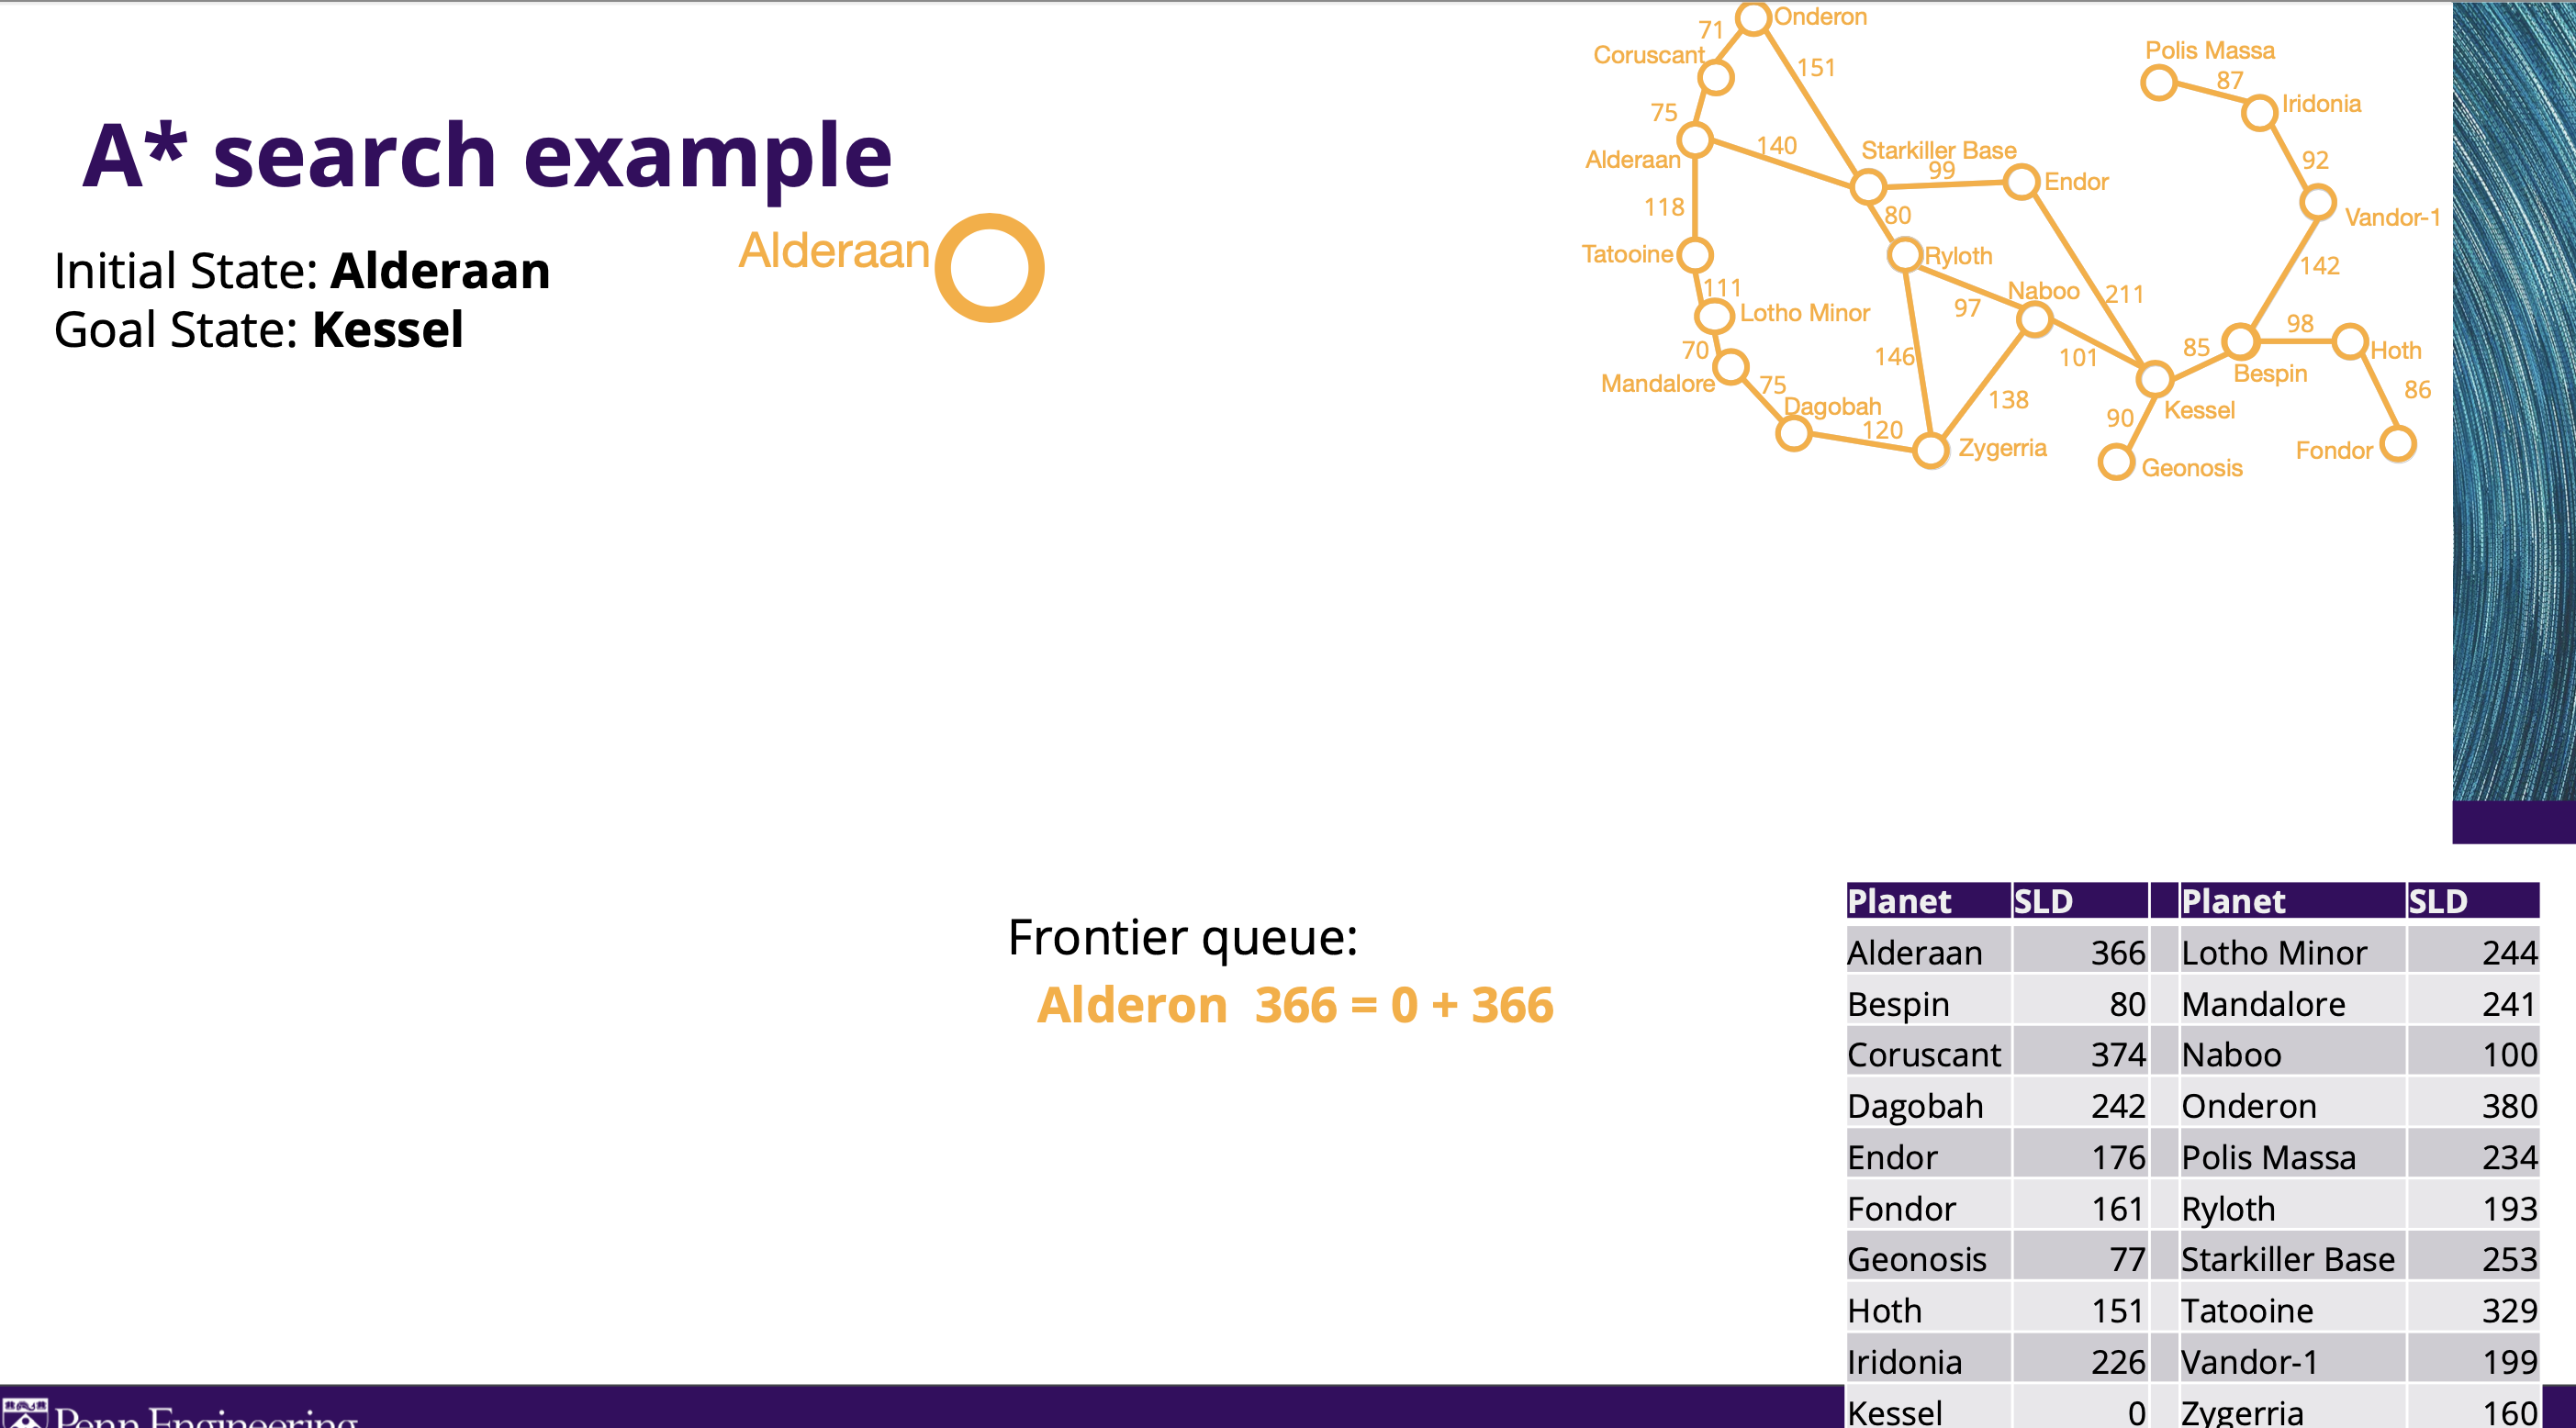 A* search example
Initial State: Alderaan
Goal State: Kessel
Alderaan
Onderon
71
Coruscant
151
75
Alderaan
140
Starkiller Base
99
Endor
118
80
Tatooine
Ryloth
111
Lotho Minor
97
Naboo
211
70
146
101
Mandalore
75
Dagobah
138
120
Zygerria
90
Kessel
Geonosis
Polis Massa
87
Iridonia
92
Vandor-1
142
85
98
Bespin
Hoth
86
Fondor
Frontier queue:
Alderon 366 = 0 + 366
Planet SLD Planet SLD
Alderaan 366 Lotho Minor 244
Bespin 80 Mandalore 241
Coruscant 374 Naboo 100
Dagobah 242 Onderon 380
Endor 176 Polis Massa 234
Fondor 161 Ryloth 193
Geonosis 77 Starkiller Base 253
Hoth 151 Tatooine 329
Iridonia 226 Vandor-1 199
Kessel 0 Zygerria 160
Penn Engineering